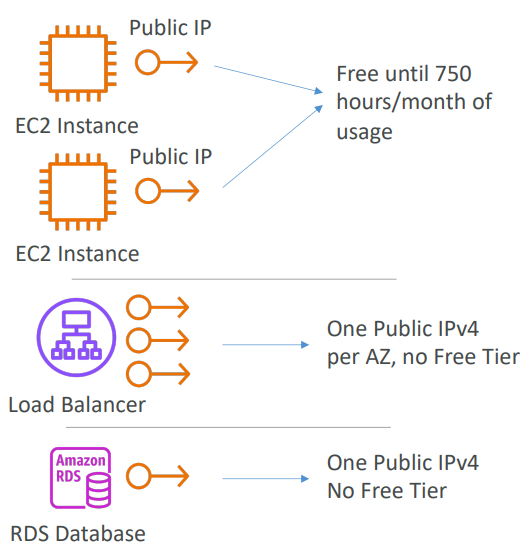 Public IP
EC2 Instance
Public IP
EC2 Instance
Free until 750
hours/month of
usage
Load Balancer
One Public IPv4
per AZ, no Free Tier
Amazon
RDS
RDS Database
One Public IPv4
No Free Tier